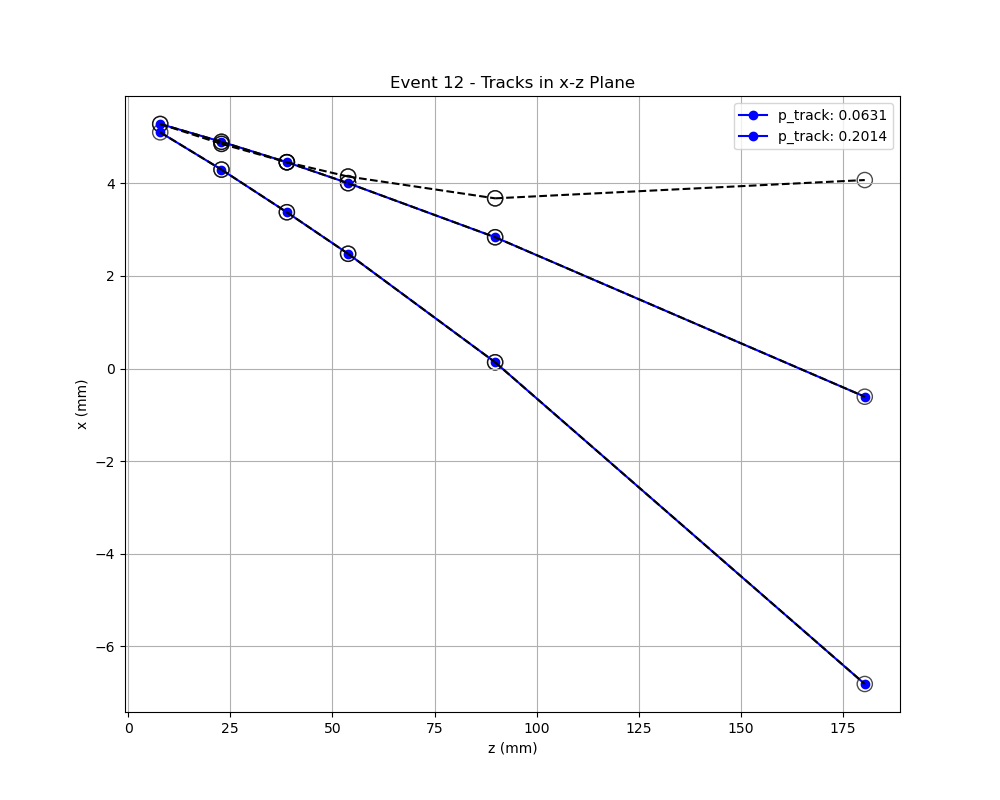 Event 12 - Tracks in x-z Plane
p_track: 0.0631
p_track: 0.2014
4
2
0
−2
−4
−6
x (mm)
0 25 50 75 100 125 150 175
z (mm)